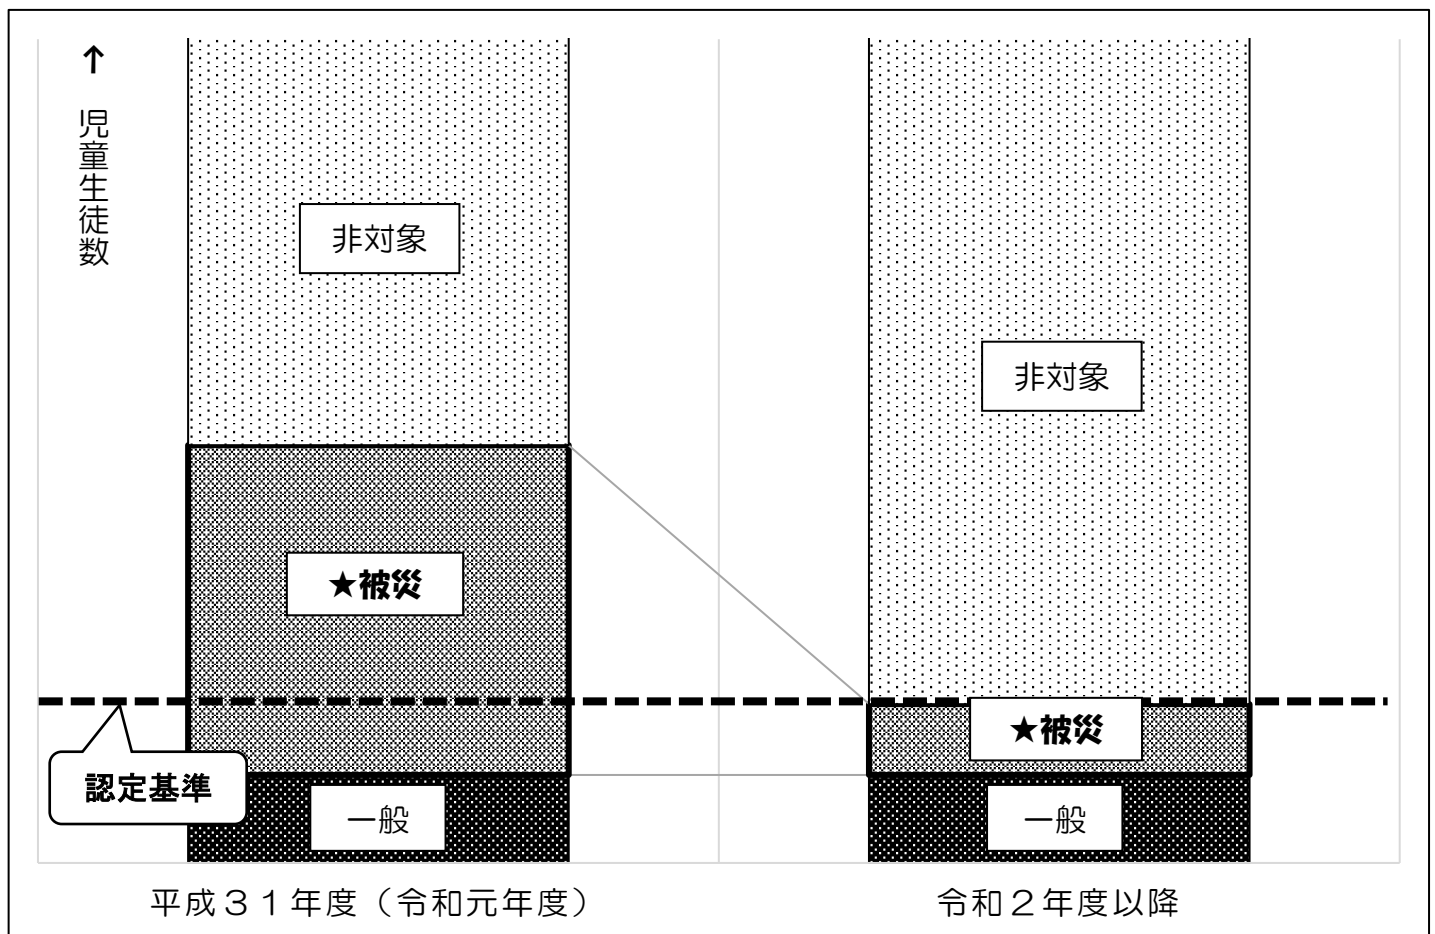 ↑ 児童生徒数
非対象
非対象
★被災
★被災
認定基準
一般
一般
平成３１年度（令和元年度）
令和２年度以降